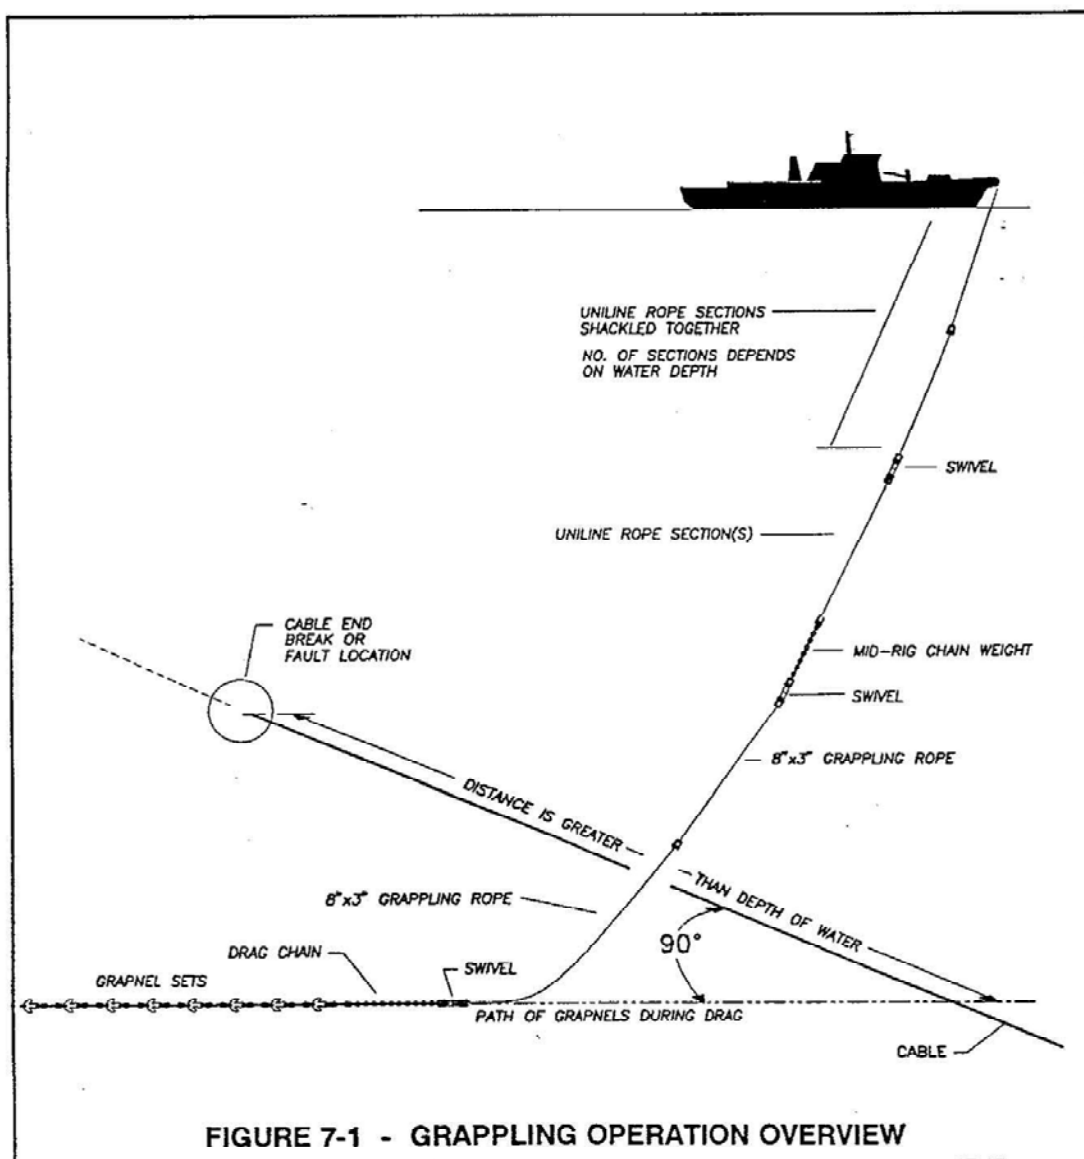 UNILINE ROPE SECTIONS
SHACKLED TOGETHER
NO. OF SECTIONS DEPENDS
ON WATER DEPTH
SWIVEL
UNILINE ROPE SECTION(S)
CABLE END
BREAK OR
FAULT LOCATION
MID-RIG CHAIN WEIGHT
SWIVEL
8"x3" GRAPPLING ROPE
DISTANCE IS GREATER
THAN DEPTH OF WATER
8"x3" GRAPPLING ROPE
90°
DRAG CHAIN
SWIVEL
GRAPNEL SETS
PATH OF GRAPNELS DURING DRAG
CABLE
FIGURE 7-1 - GRAPPLING OPERATION OVERVIEW